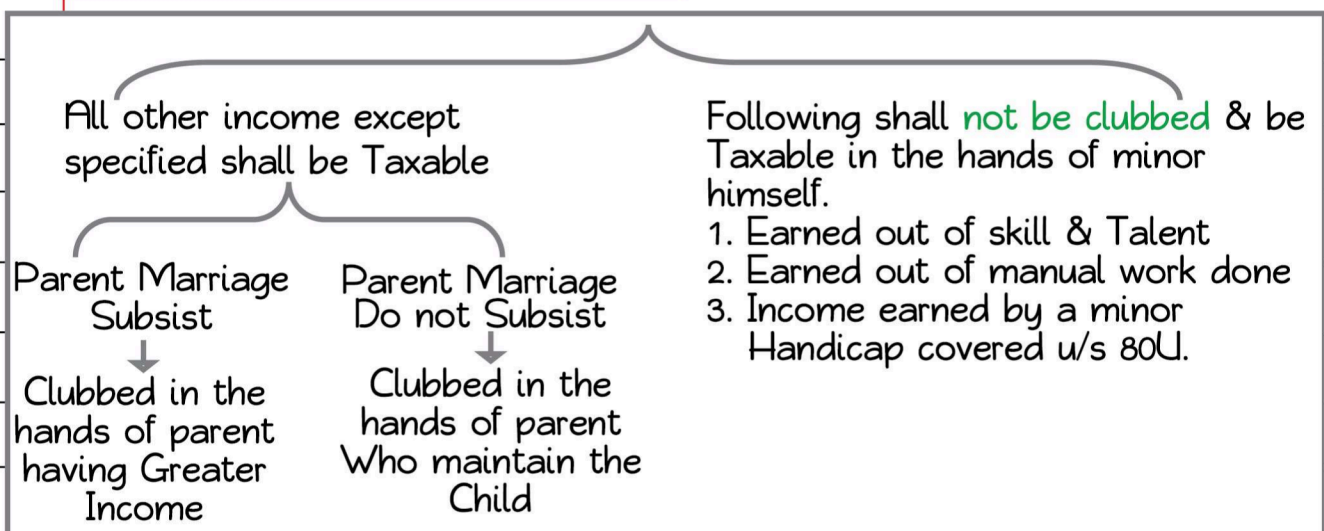 All other income except
specified shall be Taxable
Parent Marriage
Subsist
Clubbed in the
hands of parent
having Greater
Income
Parent Marriage
Do not Subsist
Clubbed in the
hands of parent
Who maintain the
Child
Following shall not be clubbed & be
Taxable in the hands of minor
himself.
1. Earned out of skill & Talent
2. Earned out of manual work done
3. Income earned by a minor
Handicap covered u/s 80U.